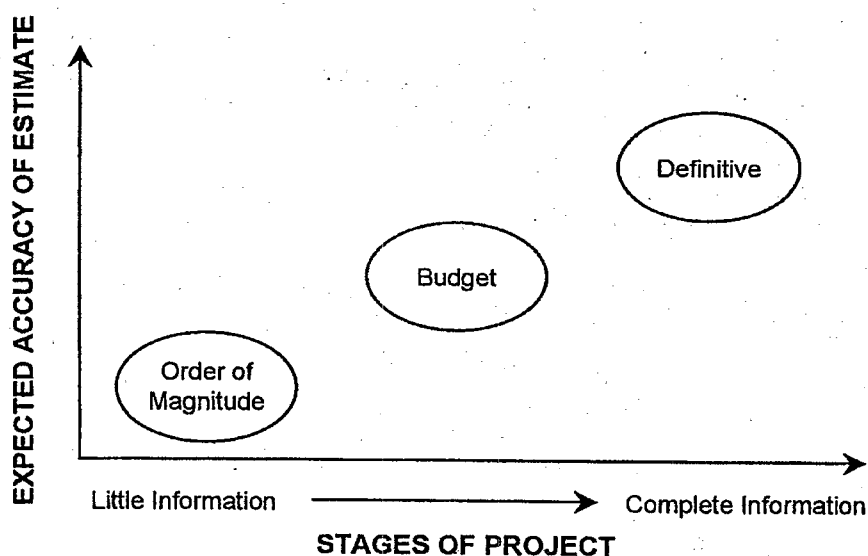 EXPECTED ACCURACY OF ESTIMATE
Definitive
Budget
Order of
Magnitude
Little Information
Complete Information
STAGES OF PROJECT